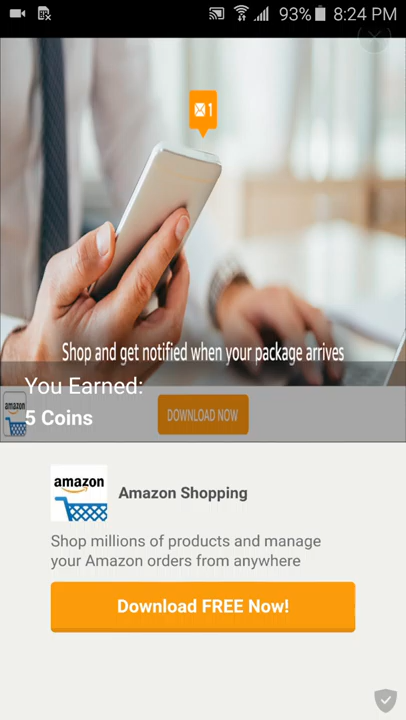 93% 8:24 PM
1
Shop and get notified when your package arrives
You Earned:
amazon
5 Coins
DOWNLOAD NOW
amazon
Amazon Shopping
Shop millions of products and manage
your Amazon orders from anywhere
Download FREE Now!